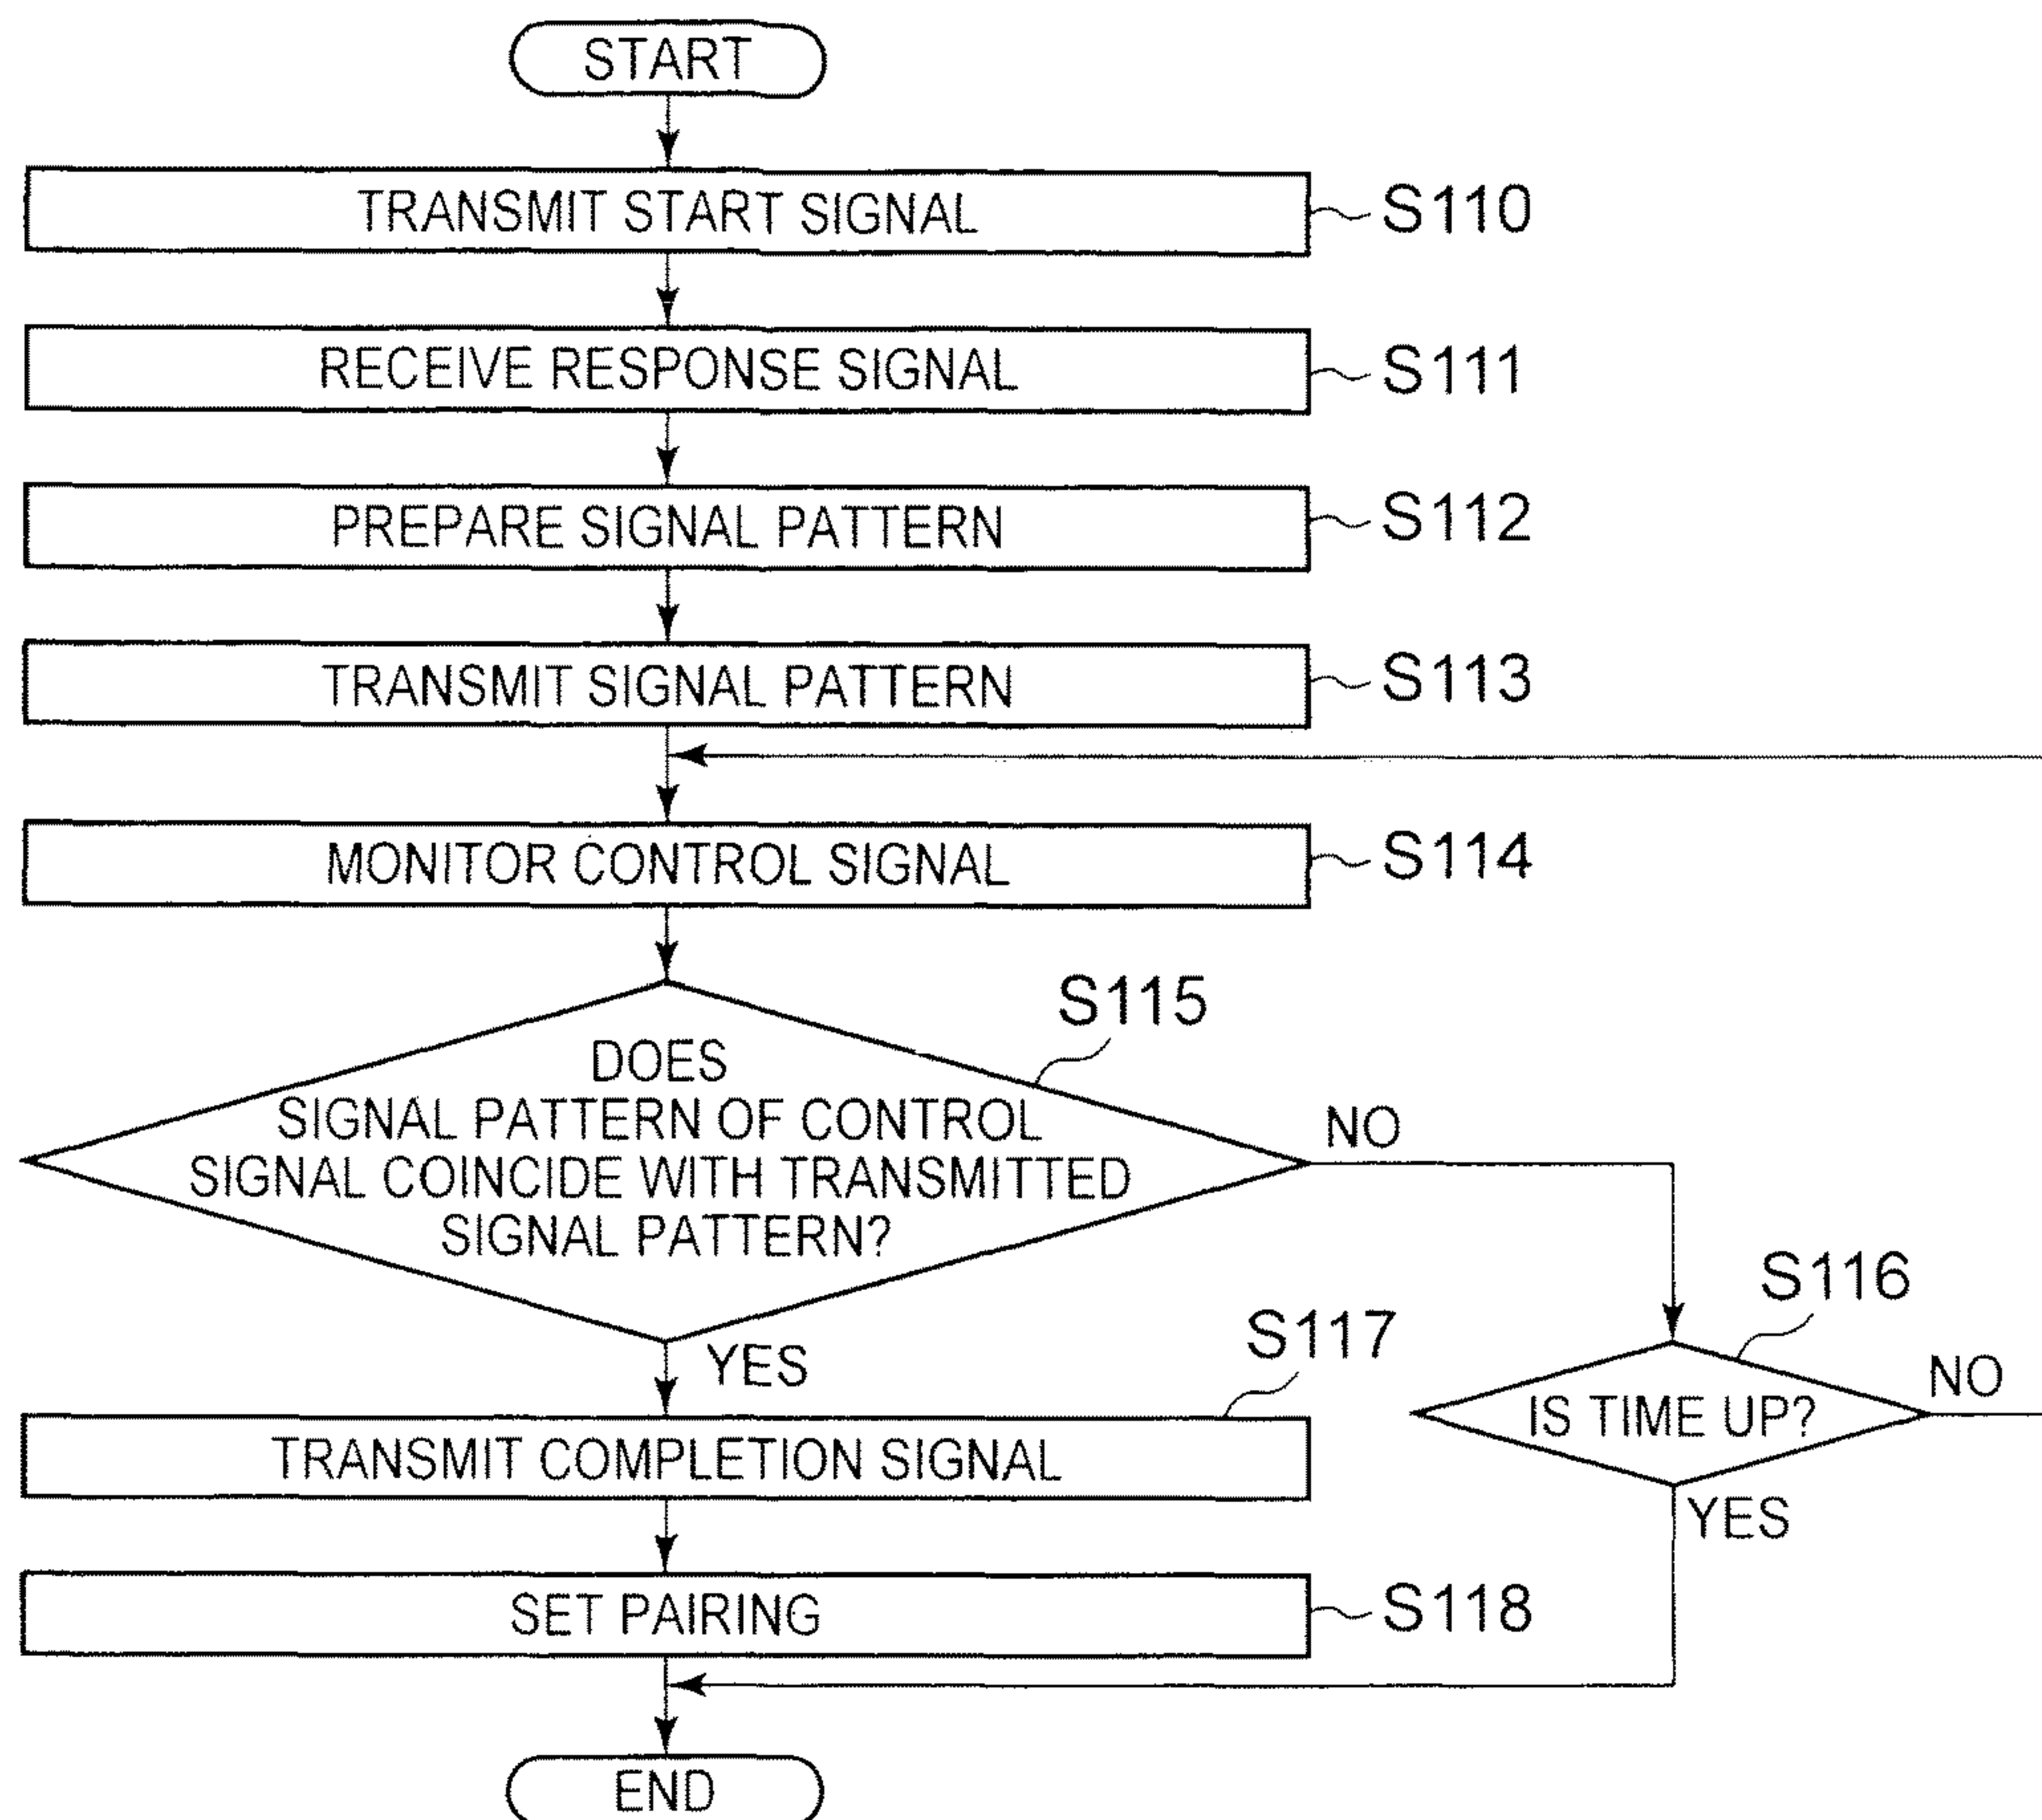 START
TRANSMIT START SIGNAL
S110
RECEIVE RESPONSE SIGNAL
S111
PREPARE SIGNAL PATTERN
S112
TRANSMIT SIGNAL PATTERN
S113
MONITOR CONTROL SIGNAL
S114
S115
DOES
SIGNAL PATTERN OF CONTROL
SIGNAL COINCIDE WITH TRANSMITTED
SIGNAL PATTERN?
NO
YES
S116
IS TIME UP?
NO
YES
S117
TRANSMIT COMPLETION SIGNAL
SET PAIRING
S118
END